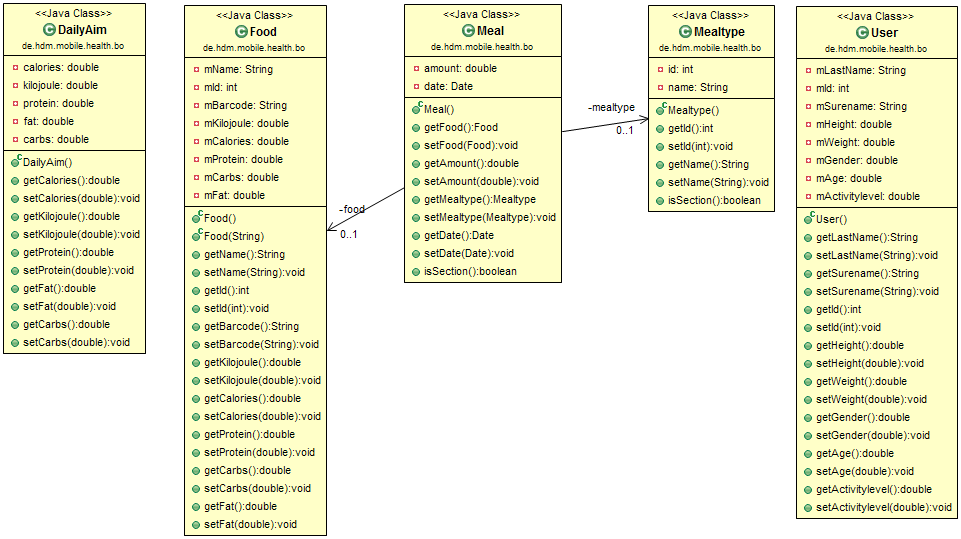 <<Java Class>>
DailyAim
de.hdm.mobile.health.bo
calories: double
kilojoule: double
protein: double
fat: double
carbs: double
DailyAim()
getCalories():double
setCalories(double):void
getKilojoule():double
setKilojoule(double):void
getProtein():double
setProtein(double):void
getFat():double
setFat(double):void
getCarbs():double
setCarbs(double):void
<<Java Class>>
Food
de.hdm.mobile.health.bo
mName: String
mId: int
mBarcode: String
mKilojoule: double
mCalories: double
mProtein: double
mCarbs: double
mFat: double
Food()
Food(String)
getName():String
setName(String):void
getId():int
setId(int):void
getBarcode():String
setBarcode(String):void
getKilojoule():double
setKilojoule(double):void
getCalories():double
setCalories(double):void
getProtein():double
setProtein(double):void
getCarbs():double
setCarbs(double):void
getFat():double
setFat(double):void
-food
0..1
<<Java Class>>
Meal
de.hdm.mobile.health.bo
amount: double
date: Date
Meal()
getFood():Food
setFood(Food):void
getAmount():double
setAmount(double):void
getMealtype():Mealtype
setMealtype(Mealtype):void
getDate():Date
setDate(Date):void
isSection():boolean
-mealtype
0..1
<<Java Class>>
Mealtype
de.hdm.mobile.health.bo
id: int
name: String
Mealtype()
getId():int
setId(int):void
getName():String
setName(String):void
isSection():boolean
<<Java Class>>
User
de.hdm.mobile.health.bo
mLastName: String
mId: int
mSurename: String
mHeight: double
mWeight: double
mGender: double
mAge: double
mActivitylevel: double
User()
getLastName():String
setLastName(String):void
getSurename():String
setSurename(String):void
getId():int
setId(int):void
getHeight():double
setHeight(double):void
getWeight():double
setWeight(double):void
getGender():double
setGender(double):void
getAge():double
setAge(double):void
getActivitylevel():double
setActivitylevel(double):void